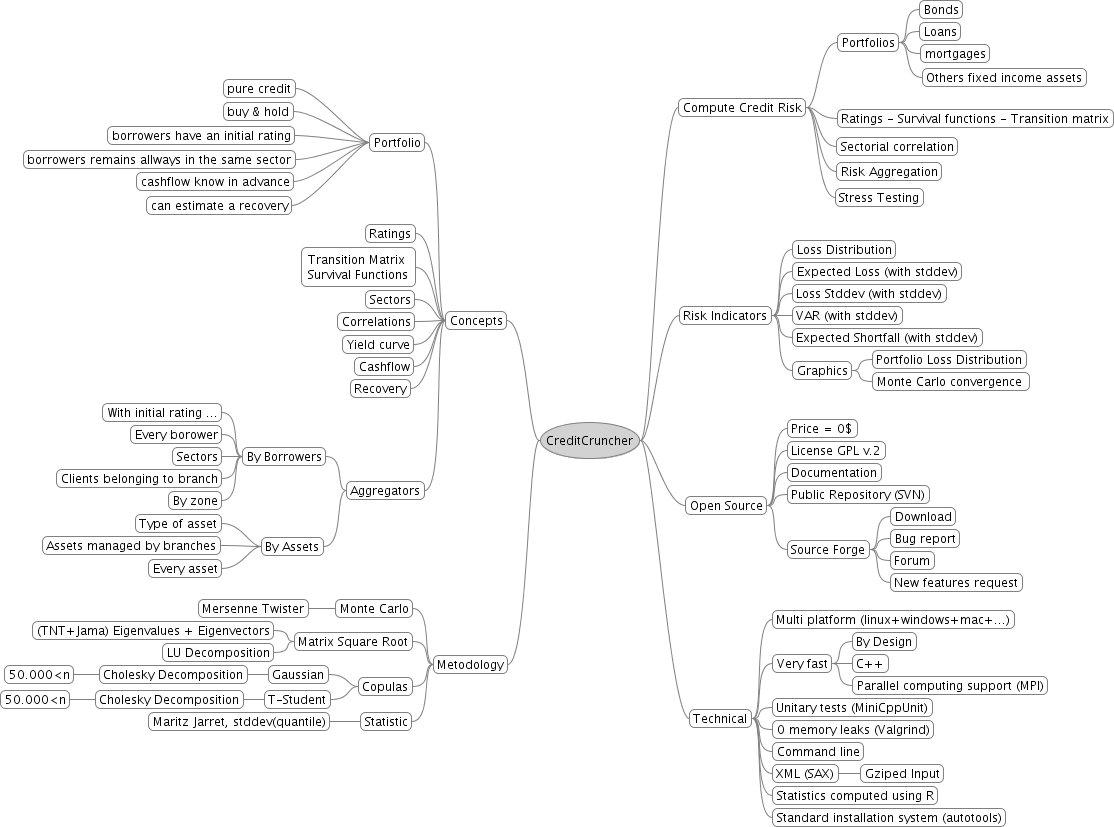 CreditCruncher
Compute Credit Risk
Portfolios
Bonds
Loans
mortgages
Others fixed income assets
Ratings - Survival functions - Transition matrix
Sectorial correlation
Risk Aggregation
Stress Testing
Risk Indicators
Loss Distribution
Expected Loss (with stddev)
Loss Stddev (with stddev)
VAR (with stddev)
Expected Shortfall (with stddev)
Graphics
Portfolio Loss Distribution
Monte Carlo convergence
Open Source
Price = 0$
License GPL v.2
Documentation
Public Repository (SVN)
Source Forge
Download
Bug report
Forum
New features request
Technical
Multi platform (linux+windows+mac+...)
Very fast
By Design
C++
Parallel computing support (MPI)
Unitary tests (MiniCppUnit)
0 memory leaks (Valgrind)
Command line
XML (SAX)
Gziped Input
Statistics computed using R
Standard installation system (autotools)
Concepts
Portfolio
pure credit
buy & hold
borrowers have an initial rating
borrowers remains allways in the same sector
cashflow know in advance
can estimate a recovery
Ratings
Transition Matrix
Survival Functions
Sectors
Correlations
Yield curve
Cashflow
Recovery
Aggregators
By Borrowers
With initial rating ...
Every borower
Sectors
Clients belonging to branch
By zone
By Assets
Type of asset
Assets managed by branches
Every asset
Metodology
Monte Carlo
Mersenne Twister
Matrix Square Root
(TNT+Jama) Eigenvalues + Eigenvectors
LU Decomposition
Copulas
Gaussian
Cholesky Decomposition
50.000<n
T-Student
Cholesky Decomposition
50.000<n
Statistic
Maritz Jarret, stddev(quantile)